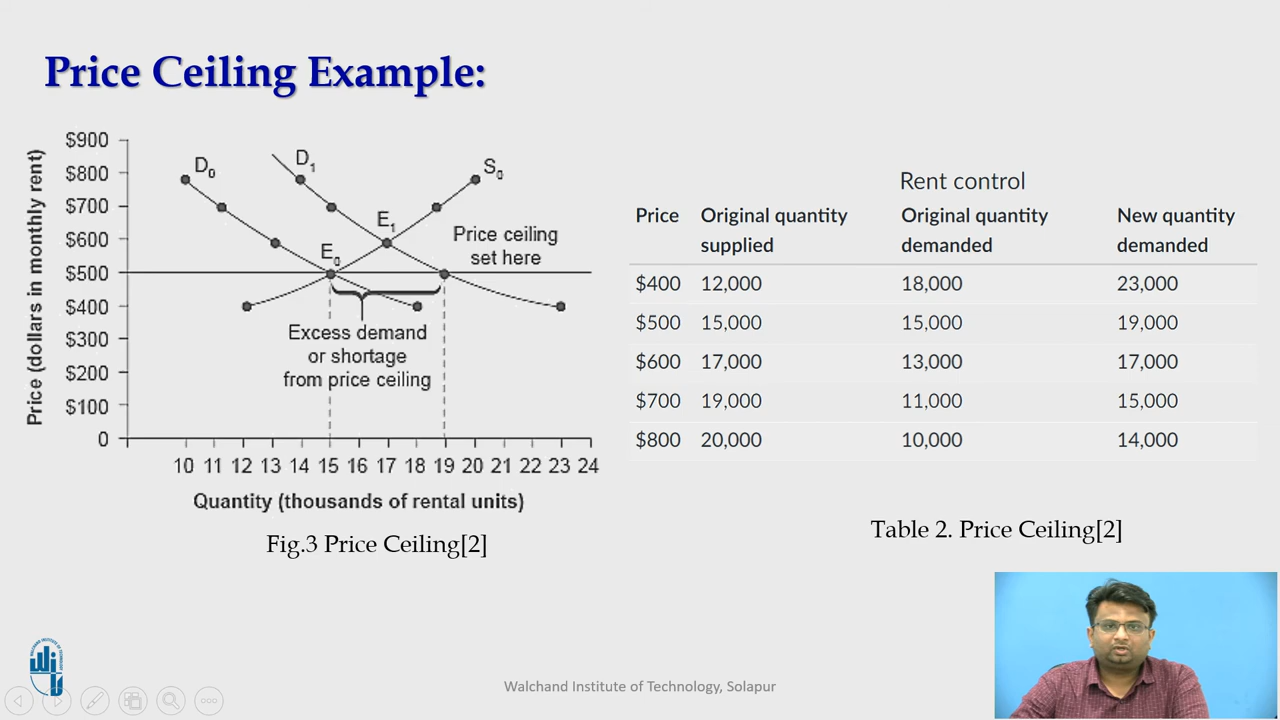 Price Ceiling Example:
Price (dollars in monthly rent)
$900
$800
$700
$600
$500
$400
$300
$200
$100
0
D0
D1
S0
E1
E0
Price ceiling
set here
Excess demand
or shortage
from price ceiling
10 11 12 13 14 15 16 17 18 19 20 21 22 23 24
Quantity (thousands of rental units)
Fig.3 Price Ceiling[2]
Rent control
Price Original quantity supplied Original quantity demanded New quantity demanded
$400 12,000 18,000 23,000
$500 15,000 15,000 19,000
$600 17,000 13,000 17,000
$700 19,000 11,000 15,000
$800 20,000 10,000 14,000
Table 2. Price Ceiling[2]
Walchand Institute of Technology, Solapur